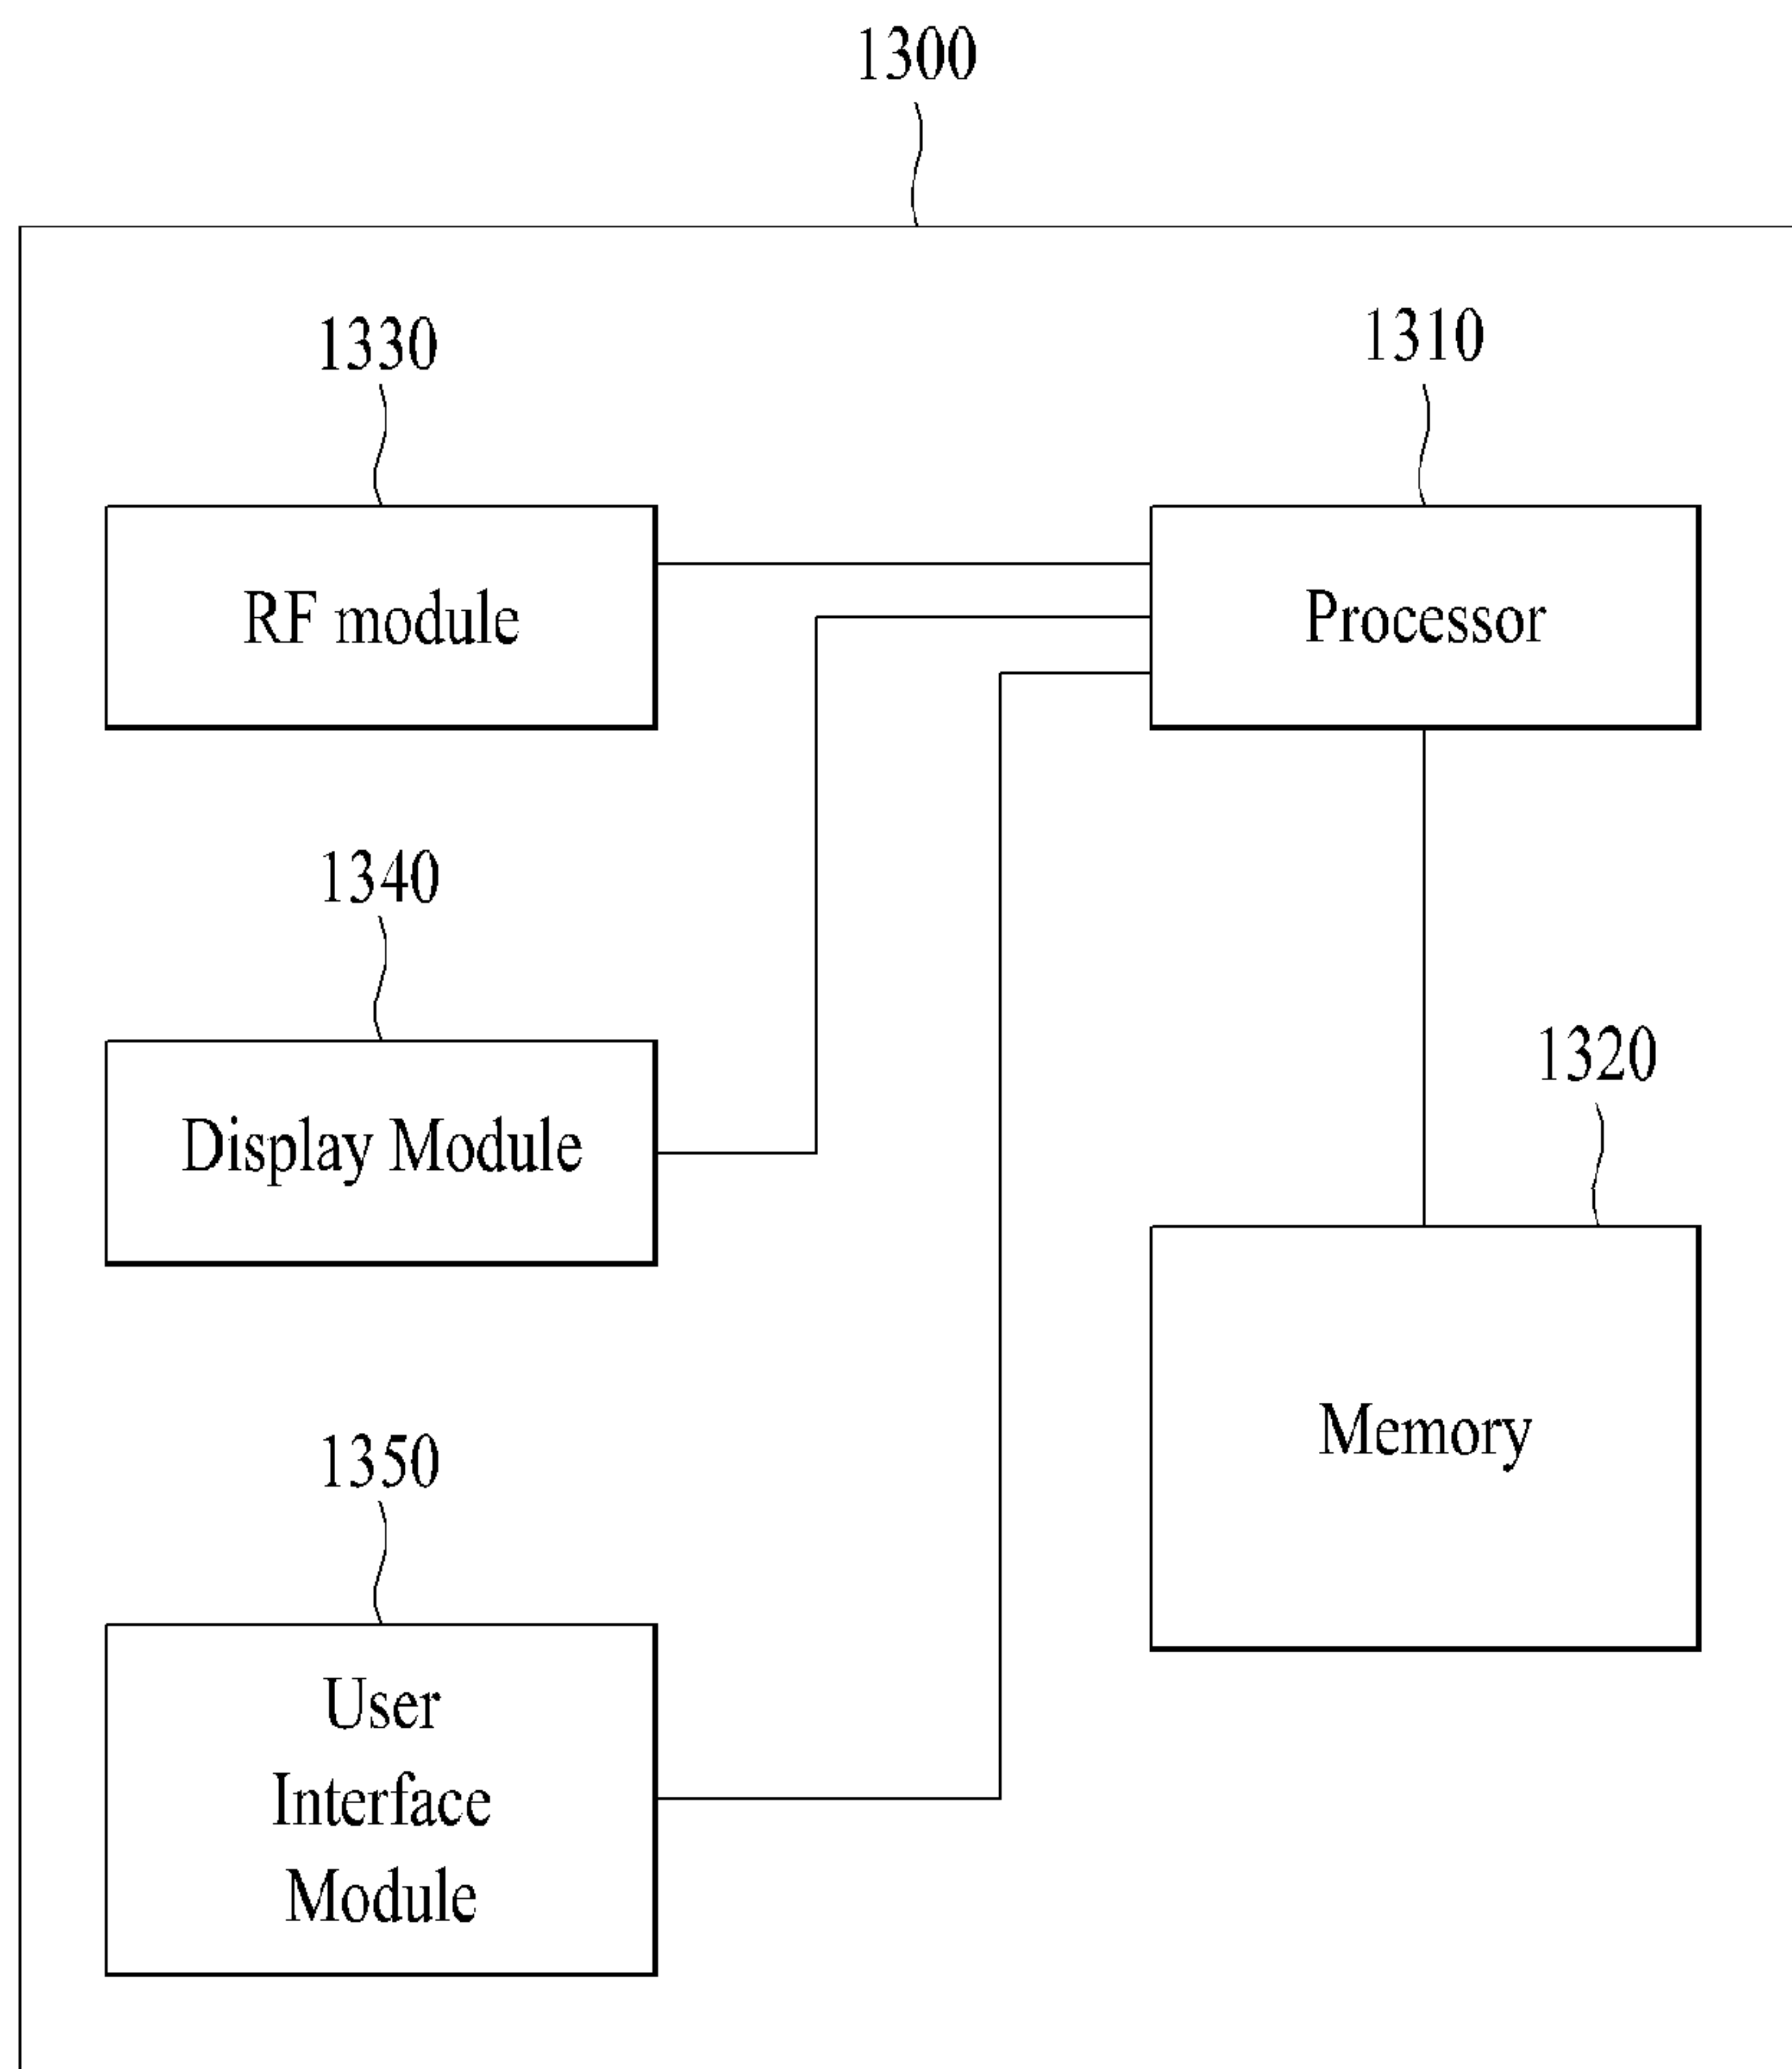 1300
1330
1310
RF module
Processor
1340
1320
Display Module
Memory
1350
User
Interface
Module